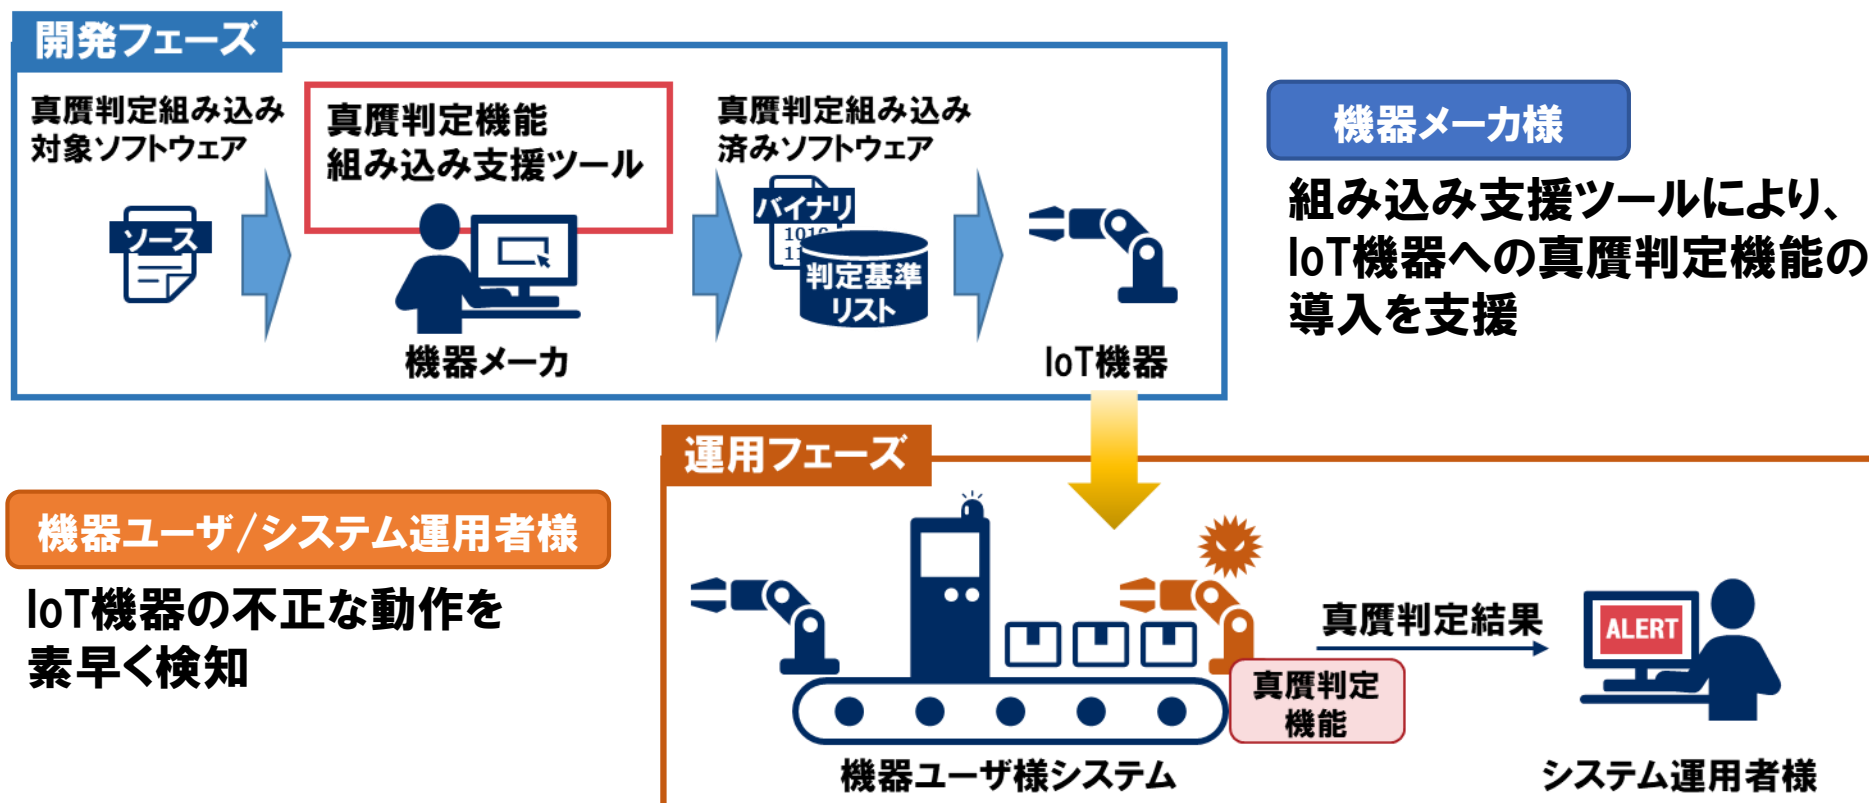 開発フェーズ
真贋判定組み込み
対象ソフトウェア
ソース
真贋判定機能
組み込み支援ツール
機器メーカ
真贋判定組み込み
済みソフトウェア
バイナリ
1010
判定基準
リスト
IoT機器
機器メーカ様
組み込み支援ツールにより、
IoT機器への真贋判定機能の
導入を支援
運用フェーズ
機器ユーザ/システム運用者様
IoT機器の不正な動作を
素早く検知
真贋判定
機能
機器ユーザ様システム
真贋判定結果
ALERT
システム運用者様